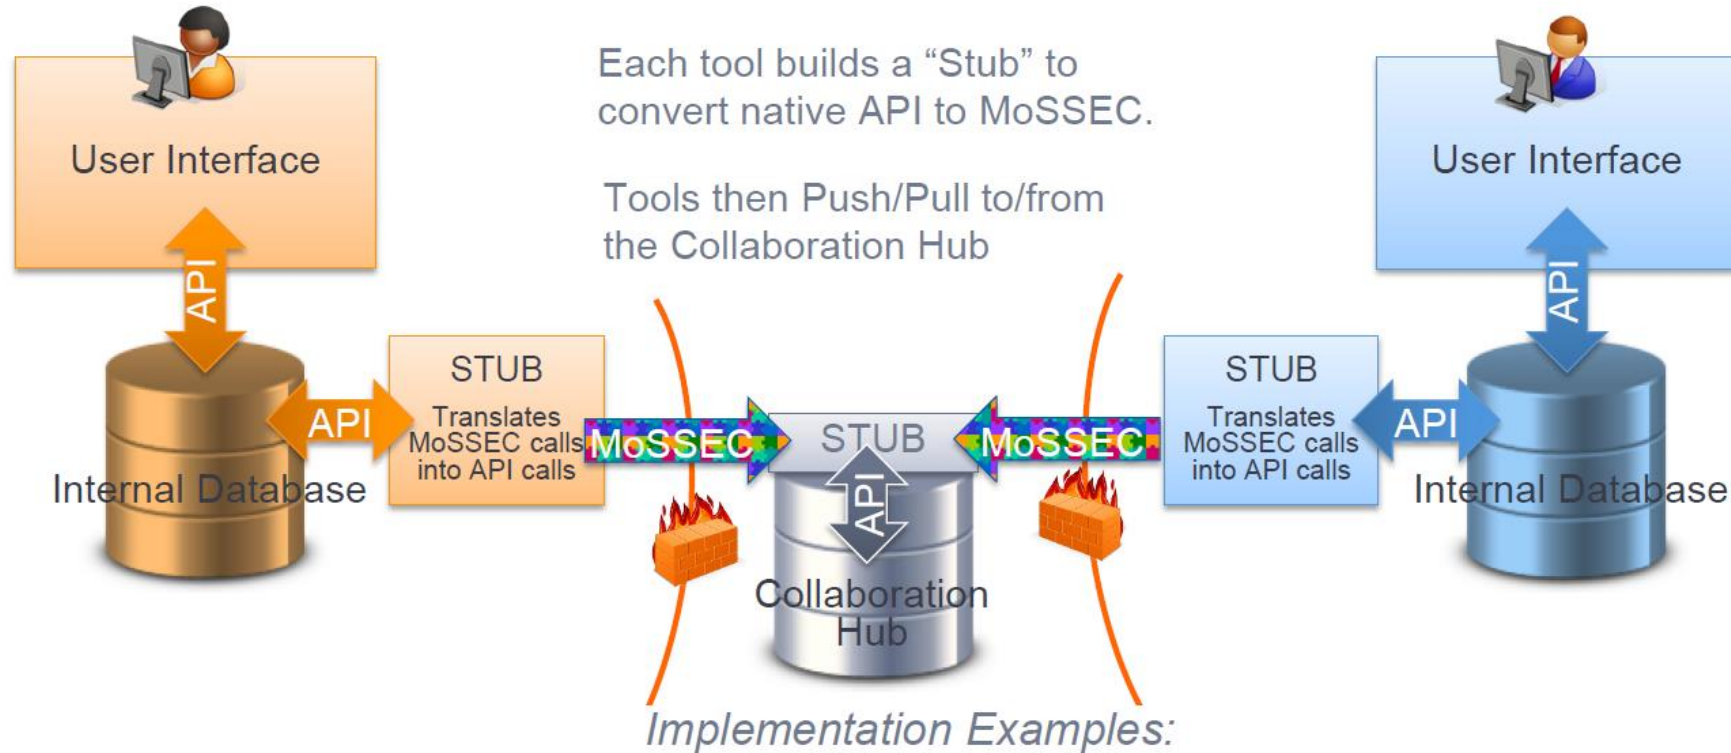 Each tool builds a “Stub” to
convert native API to MoSSEC.
Tools then Push/Pull to/from
the Collaboration Hub
User Interface
API
Internal Database
API
STUB
Translates
MoSSEC calls
into API calls
MoSSEC
STUB
API
Collaboration
Hub
MoSSEC
STUB
Translates
MoSSEC calls
into API calls
API
User Interface
API
Internal Database
Implementation Examples: